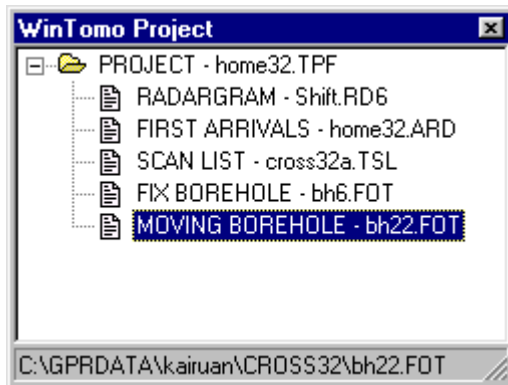 WinTomo Project
PROJECT - home32.TPF
RADARGRAM - Shift.RD6
FIRST ARRIVALS - home32.ARD
SCAN LIST - cross32a.TSL
FIX BOREHOLE - bh6.FOT
MOVING BOREHOLE - bh22.FOT
C:\GPRDATA\kairuan\CROSS32\bh22.FOT